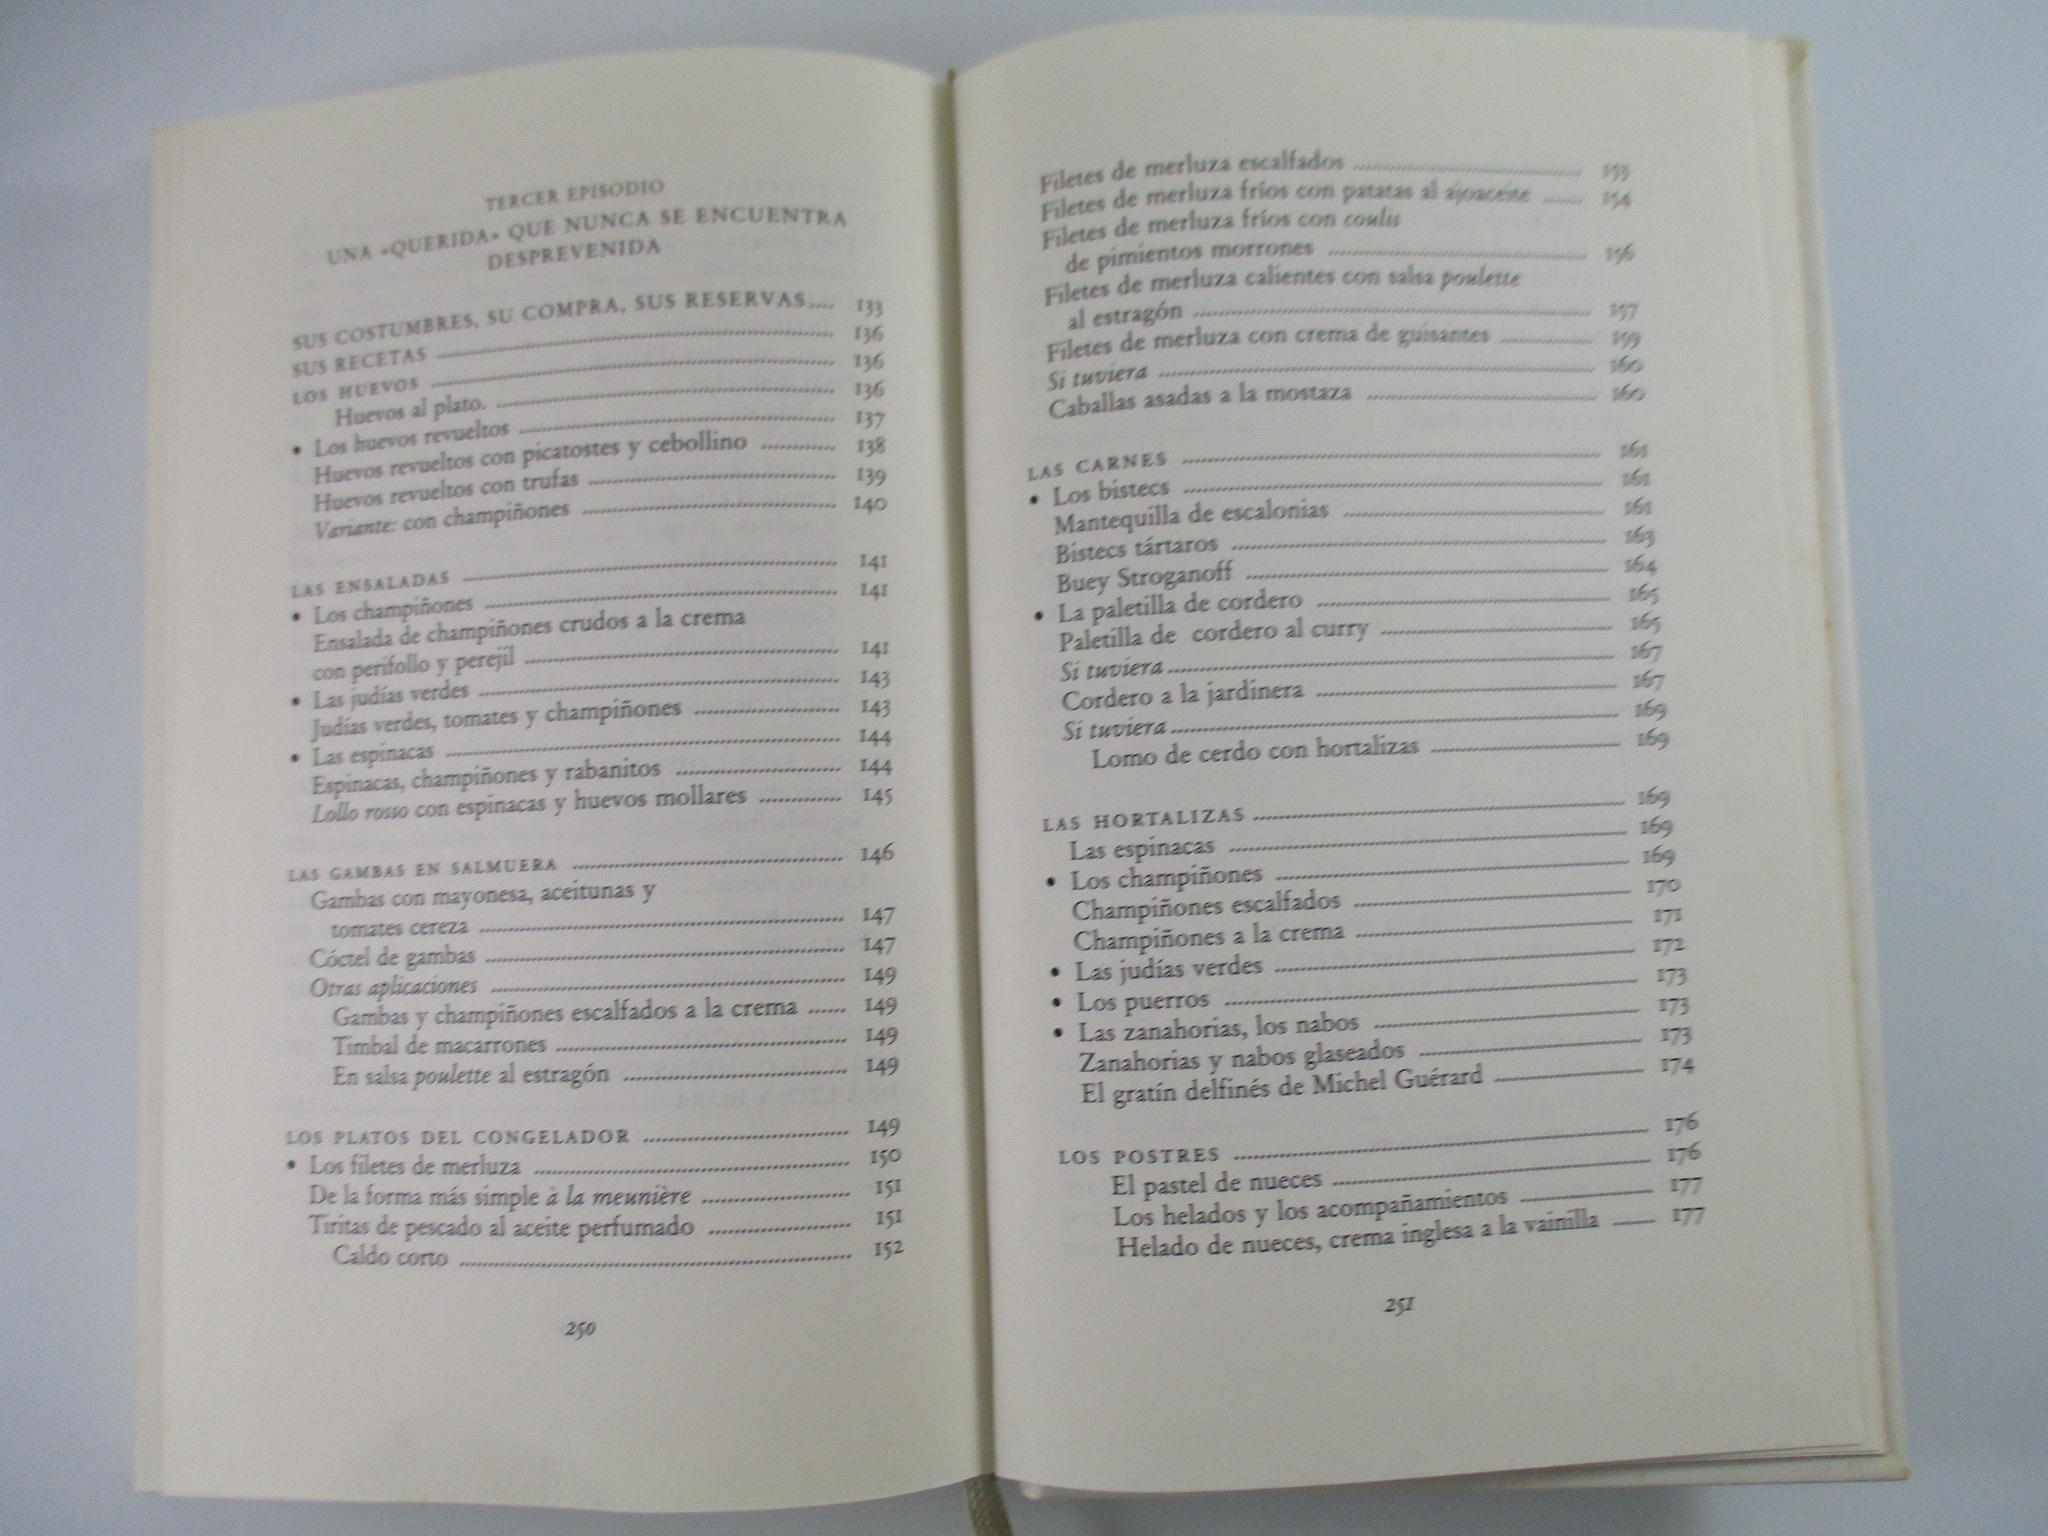 TERCER EPISODIO
UNA «QUERIDA» QUE NUNCA SE ENCUENTRA
DESPREVENIDA
SUS COSTUMBRES, SU COMPRA, SUS RESERVAS .... 133
SUS RECETAS ........ 136
LOS HUEVOS ........ 136
Huevos al plato. ........ 136
• Los huevos revueltos ........ 137
Huevos revueltos con picatostes y cebollino ........ 138
Huevos revueltos con trufas ........ 139
Variante: con champiñones ........ 140
LAS ENSALADAS ........ 141
• Los champiñones ........ 141
Ensalada de champiñones crudos a la crema
con perifollo y perejil ........ 141
• Las judías verdes ........ 143
Judías verdes, tomates y champiñones ........ 143
• Las espinacas ........ 144
Espinacas, champiñones y rabanitos ........ 144
Lollo rosso con espinacas y huevos mollares ........ 145
LAS GAMBAS EN SALMUERA ........ 146
Gambas con mayonesa, aceitunas y
tomates cereza ........ 147
Cóctel de gambas ........ 147
Otras aplicaciones ........ 149
Gambas y champiñones escalfados a la crema ...... 149
Timbal de macarrones ........ 149
En salsa poulette al estragón ........ 149
LOS PLATOS DEL CONGELADOR ........ 149
• Los filetes de merluza ........ 150
De la forma más simple à la meunière ........ 151
Tiritas de pescado al aceite perfumado ........ 151
Caldo corto ........ 152
250
Filetes de merluza escalfados ........ 153
Filetes de merluza fríos con patatas al ajoaceite ...... 154
Filetes de merluza fríos con coulis
de pimientos morrones ........ 156
Filetes de merluza calientes con salsa poulette
al estragón ........ 157
Filetes de merluza con crema de guisantes ........ 159
Si tuviera ........ 160
Caballas asadas a la mostaza ........ 160
LAS CARNES ........ 161
• Los bistecs ........ 161
Mantequilla de escalonias ........ 161
Bistecs tártaros ........ 163
Buey Stroganoff ........ 164
• La paletilla de cordero ........ 165
Paletilla de cordero al curry ........ 165
Si tuviera ........ 167
Cordero a la jardinera ........ 167
Si tuviera ........ 169
Lomo de cerdo con hortalizas ........ 169
LAS HORTALIZAS ........ 169
Las espinacas ........ 169
• Los champiñones ........ 169
Champiñones escalfados ........ 170
Champiñones a la crema ........ 171
• Las judías verdes ........ 172
• Los puerros ........ 173
• Las zanahorias, los nabos ........ 173
Zanahorias y nabos glaseados ........ 173
El gratín delfinés de Michel Guérard ........ 174
LOS POSTRES ........ 176
El pastel de nueces ........ 176
Los helados y los acompañamientos ........ 177
Helado de nueces, crema inglesa a la vainilla ...... 177
251